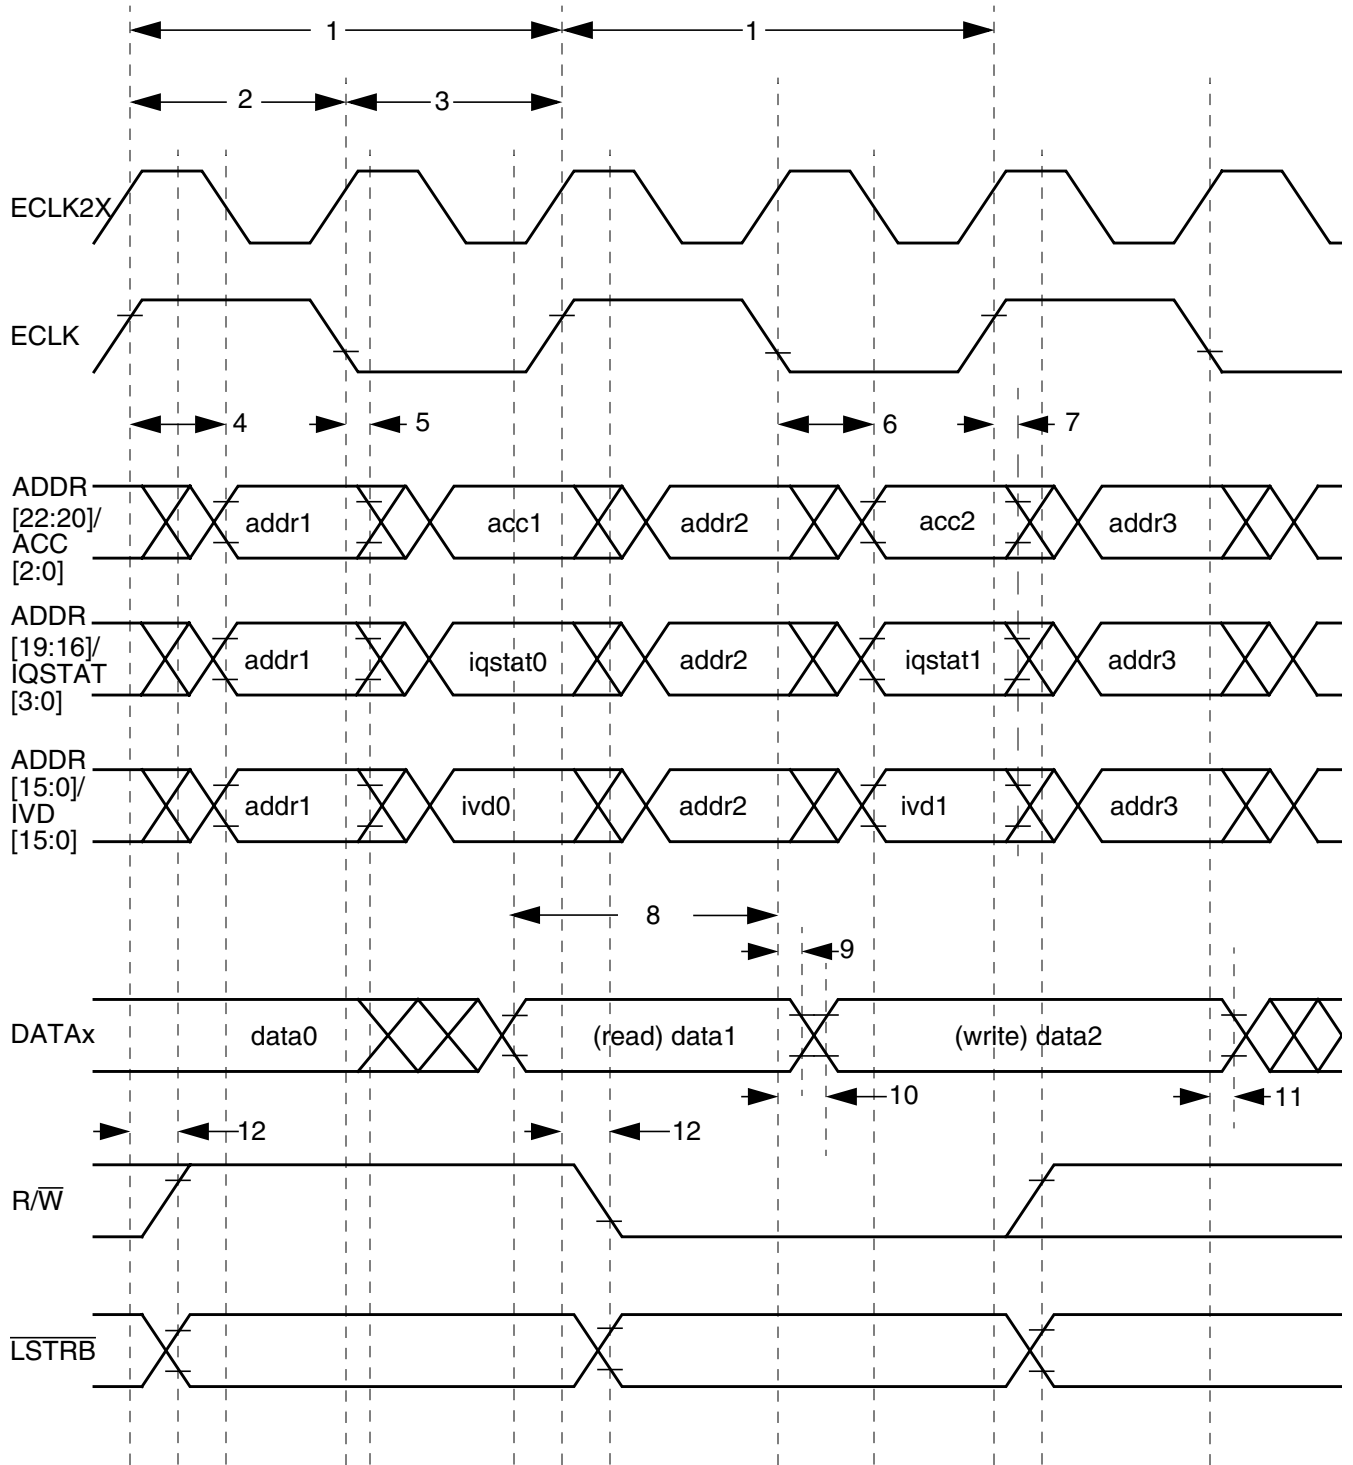 1 1
2 3
ECLK2X
ECLK
4 5 6 7
ADDR
[22:20]/
ACC
[2:0]
addr1 acc1 addr2 acc2 addr3
ADDR
[19:16]/
IQSTAT
[3:0]
addr1 iqstat0 addr2 iqstat1 addr3
ADDR
[15:0]/
IVD
[15:0]
addr1 ivd0 addr2 ivd1 addr3
8
9
DATAx data0 (read) data1 (write) data2
10 11
12 12
R/W̅
L̅S̅T̅R̅B̅